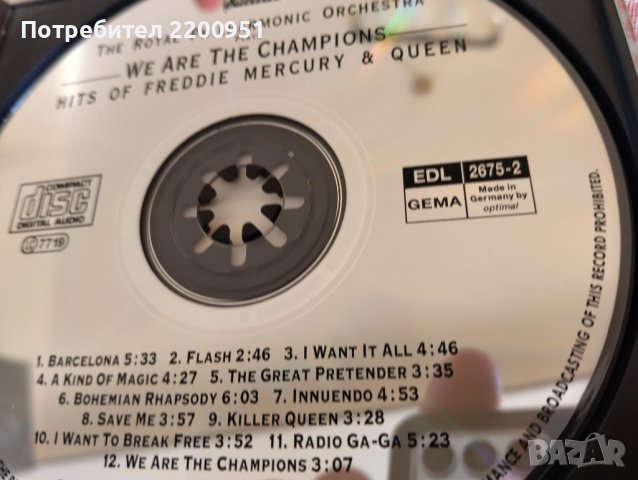 Потребител 2200951
THE ROYAL ORCHESTRA
WE ARE THE CHAMPIONS
HITS OF FREDDIE MERCURY & QUEEN
COMPACT
disc
DIGITAL AUDIO
7719
EDL 2675-2
GEMA Made in
Germany by
optimal
1. BARCELONA 5:33 2. FLASH 2:46 3. I WANT IT ALL 4:46
4. A KIND OF MAGIC 4:27 5. THE GREAT PRETENDER 3:35
6. BOHEMIAN RHAPSODY 6:03 7. INNUENDO 4:53
8. SAVE ME 3:57 9. KILLER QUEEN 3:28
10. I WANT TO BREAK FREE 3:52 11. RADIO GA-GA 5:23
12. WE ARE THE CHAMPIONS 3:07
AND BROADCASTING OF THIS RECORD PROHIBITED.
BAZAR